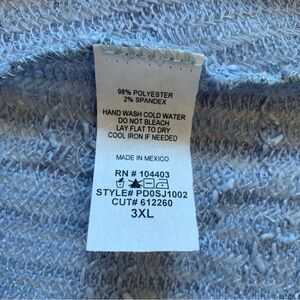 98% POLYESTER
2% SPANDEX
HAND WASH COLD WATER
DO NOT BLEACH
LAY FLAT TO DRY
COOL IRON IF NEEDED
MADE IN MEXICO
RN # 104403
STYLE# PD0SJ1002
CUT# 612260
3XL